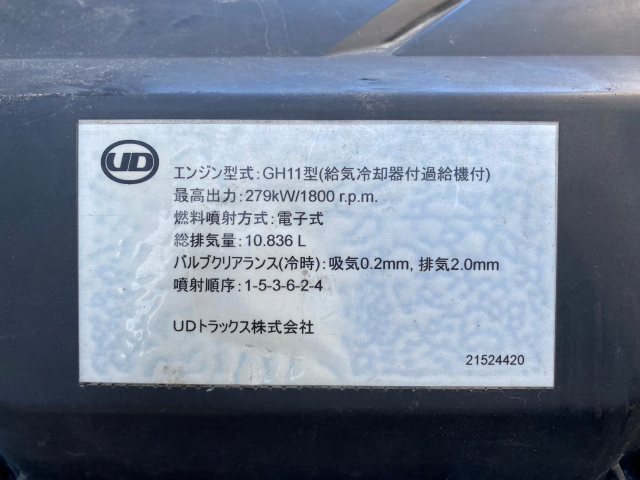 UD
エンジン型式:GH11型(給気冷却器付過給機付)
最高出力:279kW/1800 r.p.m.
燃料噴射方式:電子式
総排気量:10.836 L
バルブクリアランス(冷時):吸気0.2mm, 排気2.0mm
噴射順序:1-5-3-6-2-4
UDトラックス株式会社
21524420